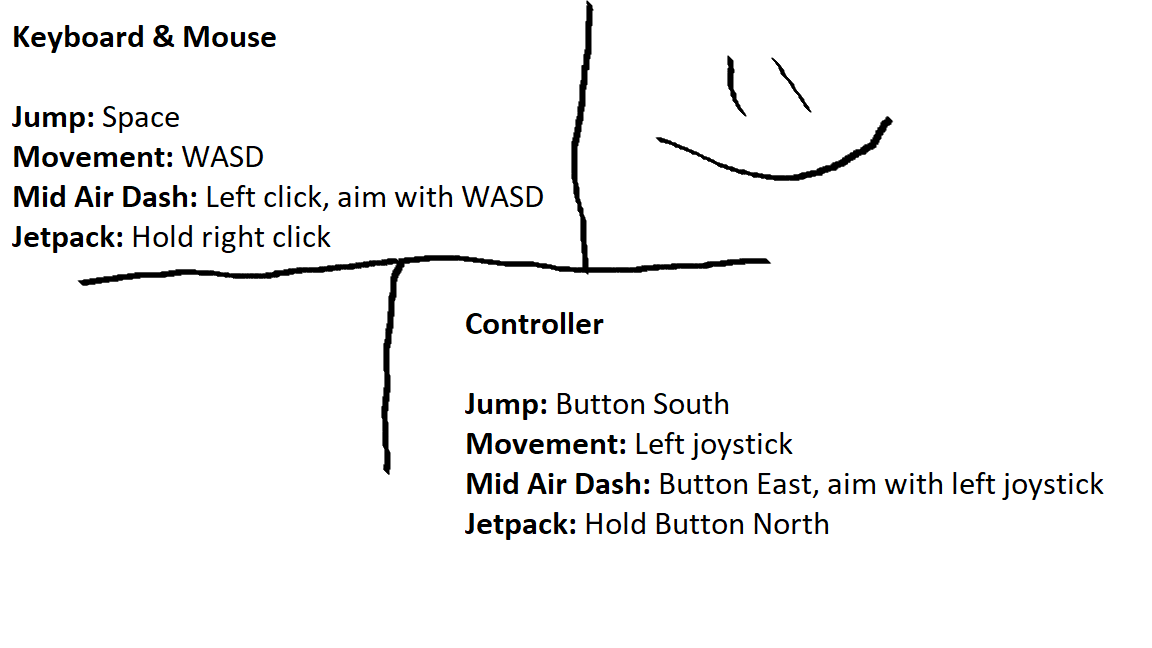 Keyboard & Mouse
Jump: Space
Movement: WASD
Mid Air Dash: Left click, aim with WASD
Jetpack: Hold right click
Controller
Jump: Button South
Movement: Left joystick
Mid Air Dash: Button East, aim with left joystick
Jetpack: Hold Button North